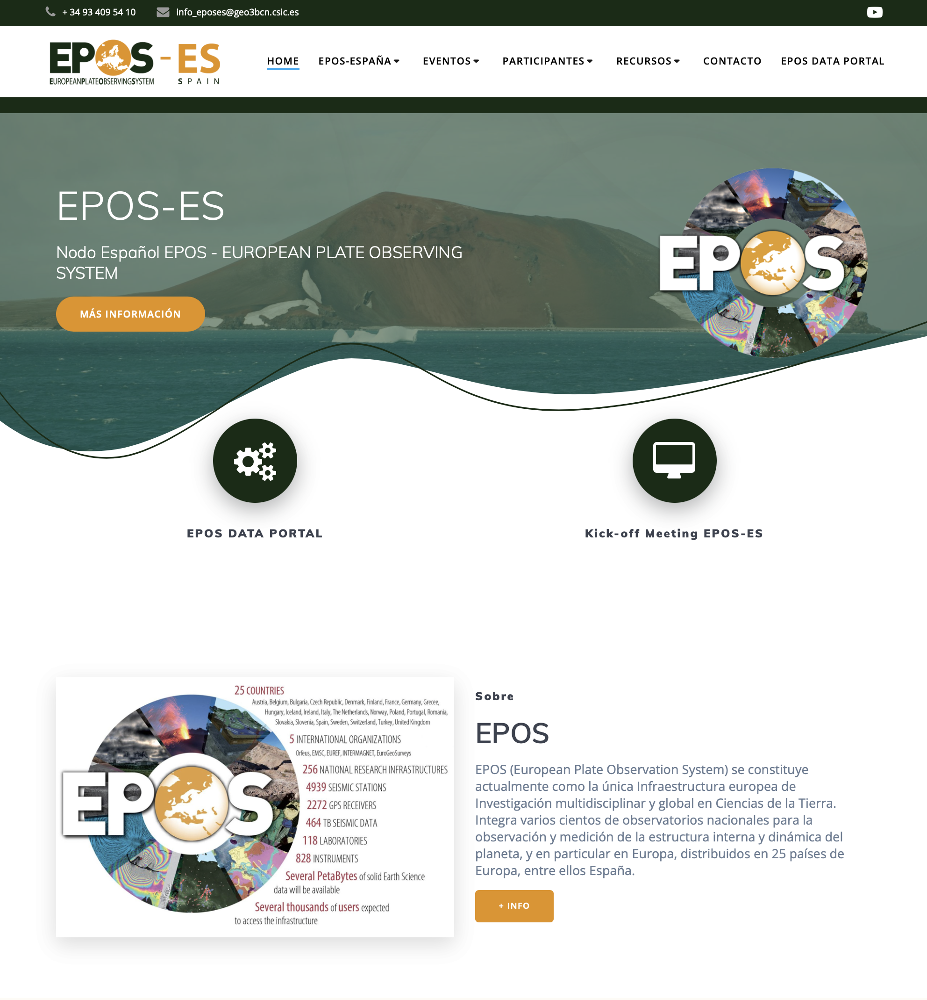 + 34 93 409 54 10
info_eposes@geo3bcn.csic.es
EPOS - ES
EUROPEANPLATEOBSERVINGSYSTEM SPAIN
HOME
EPOS-ESPAÑA
EVENTOS
PARTICIPANTES
RECURSOS
CONTACTO
EPOS DATA PORTAL
EPOS-ES
Nodo Español EPOS - EUROPEAN PLATE OBSERVING
SYSTEM
MÁS INFORMACIÓN
EPOS
EPOS DATA PORTAL
Kick-off Meeting EPOS-ES
25 COUNTRIES
Austria, Belgium, Bulgaria, Czech Republic, Denmark, Finland, France, Germany, Grecee,
Hungary, Iceland, Ireland, Italy, The Netherlands, Norway, Poland, Portugal, Romania,
Slovakia, Slovenia, Spain, Sweden, Switzerland, Turkey, United Kingdom
5 INTERNATIONAL ORGANIZATIONS
Orfeus, EMSC, EUREF, INTERMAGNET, EuroGeoSurveys
256 NATIONAL RESEARCH INFRASTRUCTURES
4939 SEISMIC STATIONS
2272 GPS RECEIVERS
464 TB SEISMIC DATA
118 LABORATORIES
828 INSTRUMENTS
Several PetaBytes of solid Earth Science
data will be available
Several thousands of users expected
to access the infrastructure
EPOS
Sobre
EPOS
EPOS (European Plate Observation System) se constituye
actualmente como la única Infraestructura europea de
Investigación multidisciplinar y global en Ciencias de la Tierra.
Integra varios cientos de observatorios nacionales para la
observación y medición de la estructura interna y dinámica del
planeta, y en particular en Europa, distribuidos en 25 países de
Europa, entre ellos España.
+ INFO